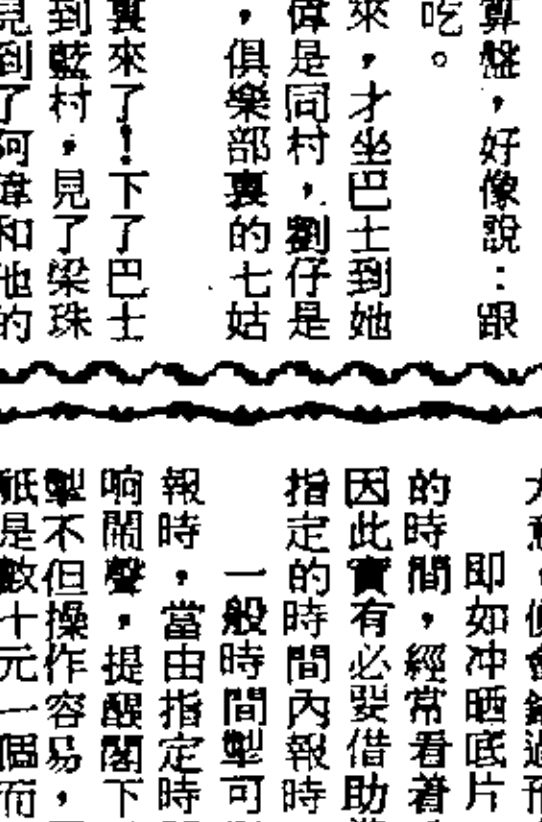 算盤，好像說：跟
吃。
來，才坐巴士到她
偉是同村，劉仔是
，俱樂部裏的七姑
裏來了！下了巴士
到藍村，見了梁珠
見到了阿偉和他的
即如冲晒底片
的時間，經常看着
因此實有必要借助
指定的時間內報時
一般時間掣可
報時，當由指定時
响鬧聲，提醒閣下
掣不但操作容易，
祇是數十元一個而